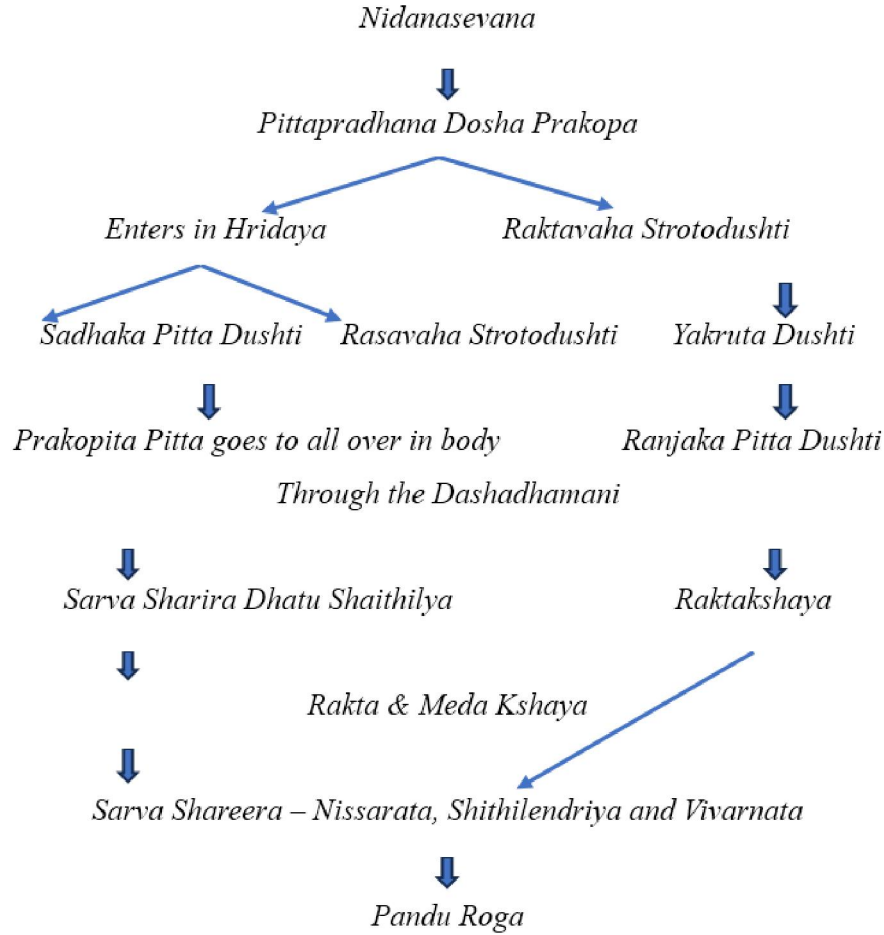 Nidanasevana
Pittapradhana Dosha Prakopa
Enters in Hridaya
Raktavaha Strotodushti
Sadhaka Pitta Dushti
Rasavaha Strotodushti
Yakruta Dushti
Prakopita Pitta goes to all over in body
Ranjaka Pitta Dushti
Through the Dashadhamani
Sarva Sharira Dhatu Shaithilya
Raktakshaya
Rakta & Meda Kshaya
Sarva Shareera – Nissarata, Shithilendriya and Vivarnata
Pandu Roga